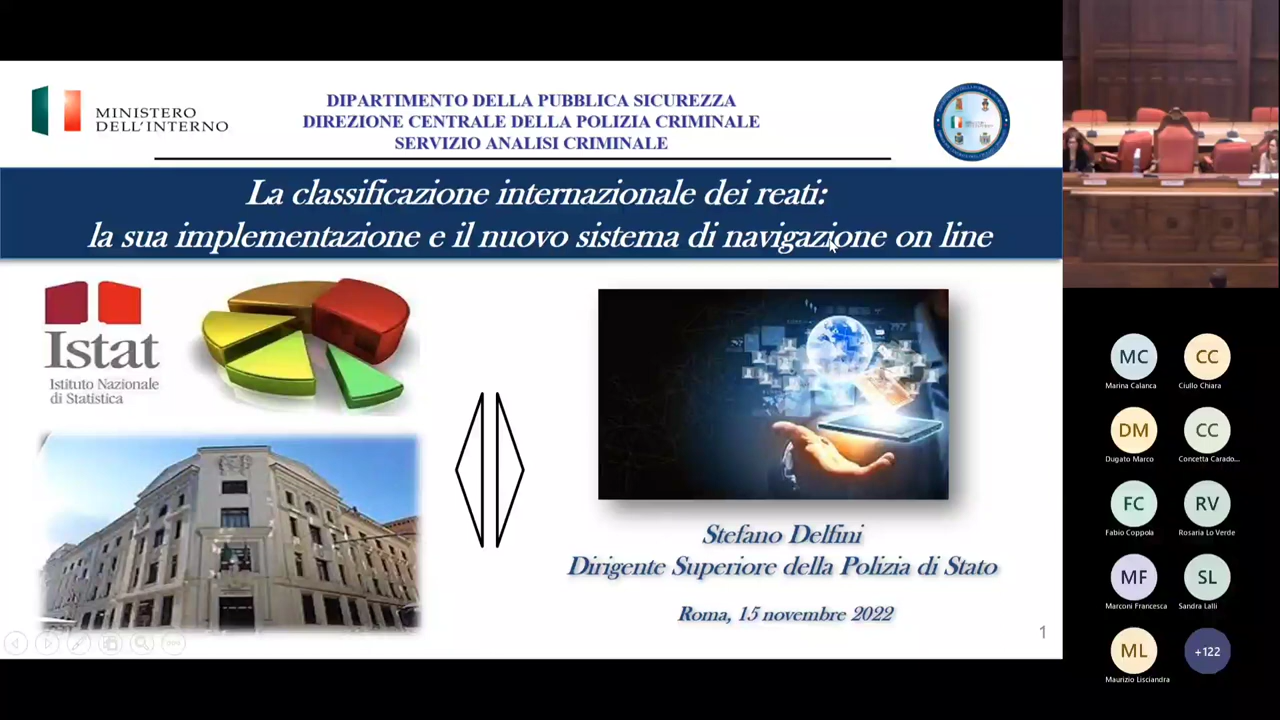 MINISTERO
DELL'INTERNO
DIPARTIMENTO DELLA PUBBLICA SICUREZZA
DIREZIONE CENTRALE DELLA POLIZIA CRIMINALE
SERVIZIO ANALISI CRIMINALE
La classificazione internazionale dei reati:
la sua implementazione e il nuovo sistema di navigazione on line
Istat
Istituto Nazionale
di Statistica
Stefano Delfini
Dirigente Superiore della Polizia di Stato
Roma, 15 novembre 2022
1
MC
CC
Marina Calanca
Ciullo Chiara
DM
CC
Dugato Marco
Concetta Carado...
FC
RV
Fabio Coppola
Rosaria Lo Verde
MF
SL
Marconi Francesca
Sandra Lalli
ML
+122
Maurizio Lisciandra